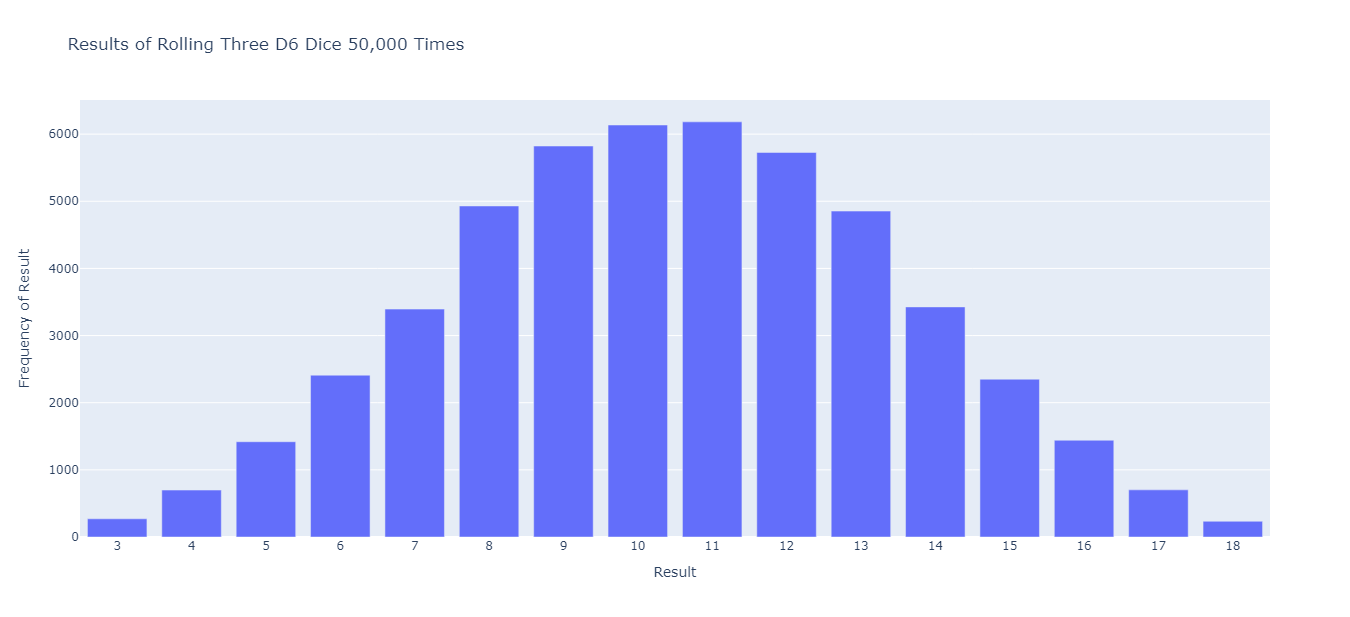 Results of Rolling Three D6 Dice 50,000 Times
Frequency of Result
6000
5000
4000
3000
2000
1000
0
3 4 5 6 7 8 9 10 11 12 13 14 15 16 17 18
Result